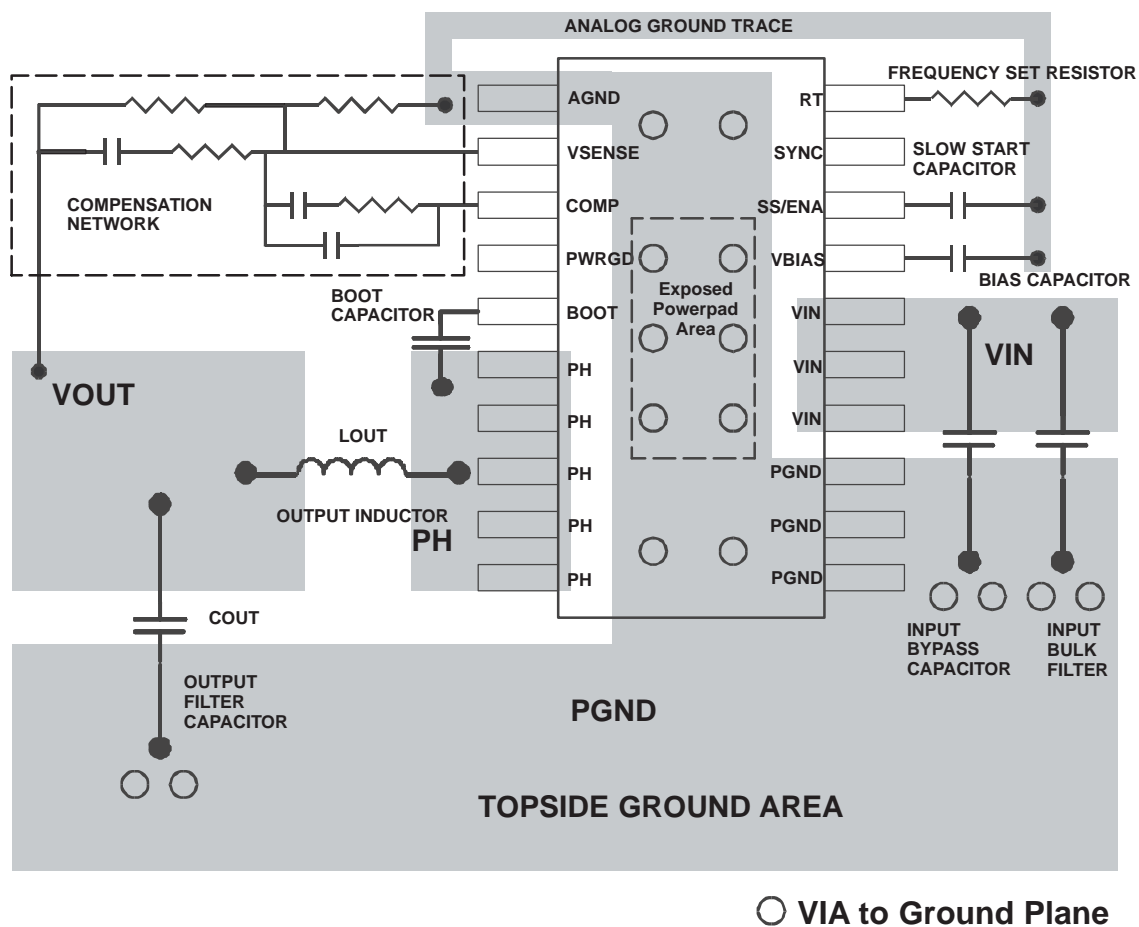 ANALOG GROUND TRACE
FREQUENCY SET RESISTOR
AGND
RT
VSENSE
SYNC
SLOW START
CAPACITOR
COMPENSATION
NETWORK
COMP
SS/ENA
PWRGD
VBIAS
BIAS CAPACITOR
BOOT
CAPACITOR
Exposed
Powerpad
Area
BOOT
VIN
PH
VIN
VIN
VOUT
PH
VIN
LOUT
PH
PGND
OUTPUT INDUCTOR
PH
PH
PGND
PH
PGND
COUT
INPUT
BYPASS
CAPACITOR
INPUT
BULK
FILTER
OUTPUT
FILTER
CAPACITOR
PGND
TOPSIDE GROUND AREA
VIA to Ground Plane